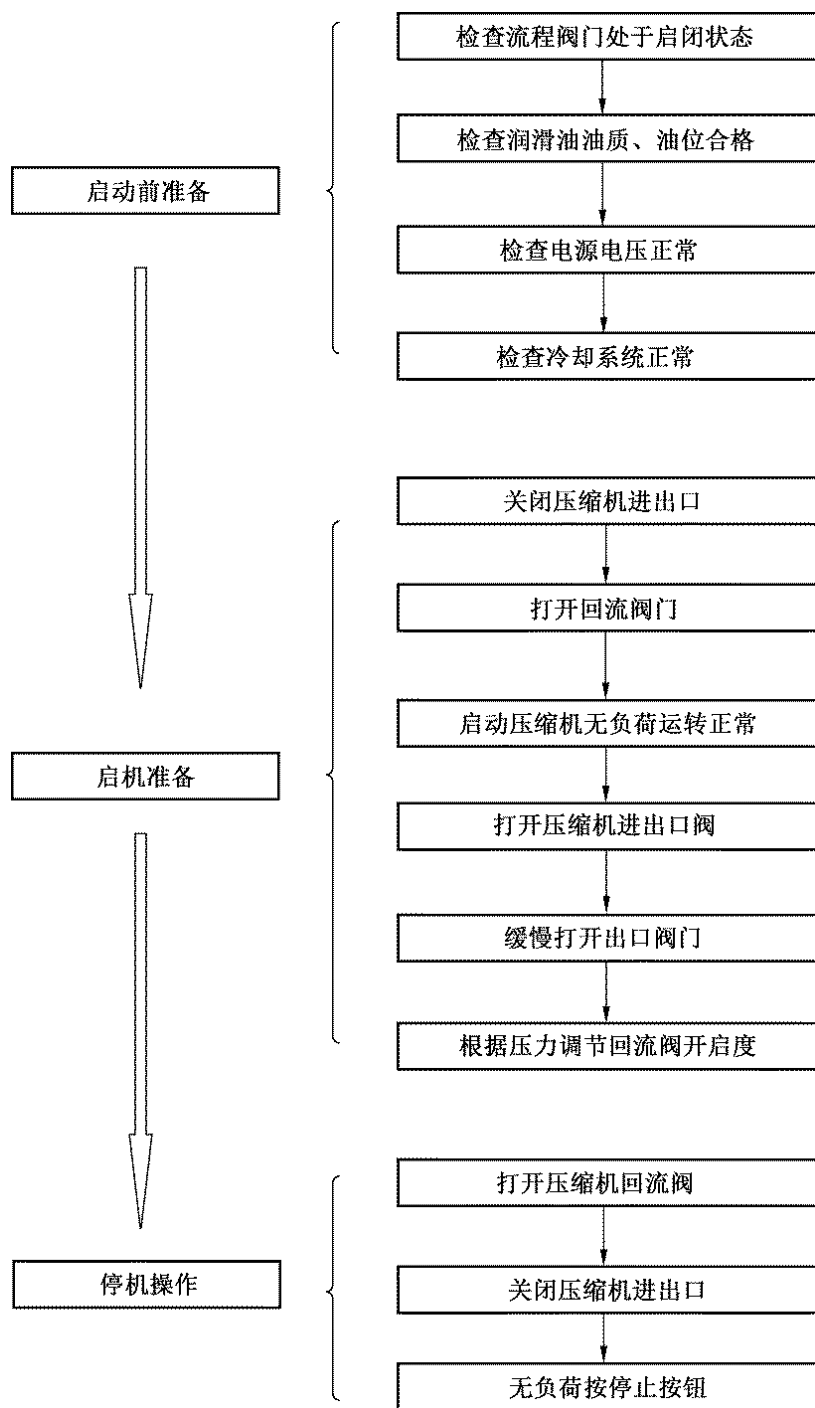 启动前准备
检查流程阀门处于启闭状态
检查润滑油油质、油位合格
检查电源电压正常
检查冷却系统正常
启机准备
关闭压缩机进出口
打开回流阀门
启动压缩机无负荷运转正常
打开压缩机进出口阀
缓慢打开出口阀门
根据压力调节回流阀开启度
停机操作
打开压缩机回流阀
关闭压缩机进出口
无负荷按停止按钮